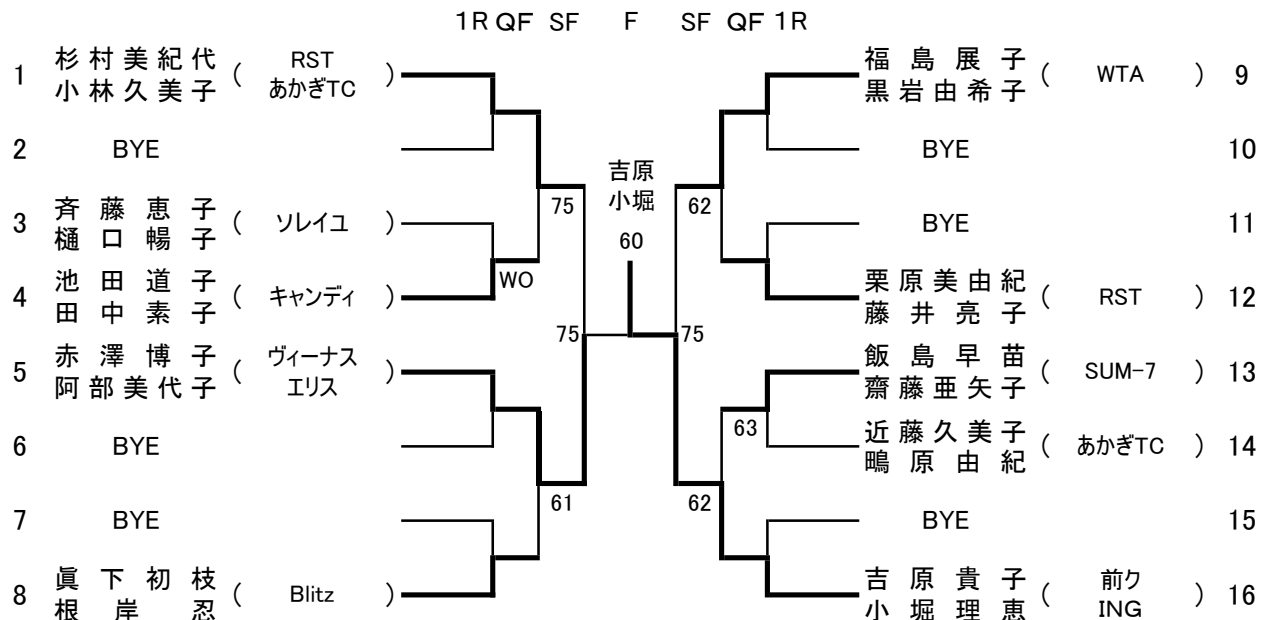 1R QF SF F SF QF 1R
1 杉村美紀代 小林久美子 ( RST あかぎTC )
2 BYE
3 斉藤恵子 樋口暢子 ( ソレイユ )
4 池田道子 田中素子 ( キャンディ )
5 赤澤博子 阿部美代子 ( ヴィーナス エリス )
6 BYE
7 BYE
8 眞下初枝 根岸忍 ( Blitz )
75
WO
75
61
吉原
小堀
60
62
75
63
62
福島展子 黒岩由希子 ( WTA ) 9
BYE 10
BYE 11
栗原美由紀 藤井亮子 ( RST ) 12
飯島早苗 齋藤亜矢子 ( SUM-7 ) 13
近藤久美子 鴫原由紀 ( あかぎTC ) 14
BYE 15
吉原貴子 小堀理恵 ( 前ク ING ) 16